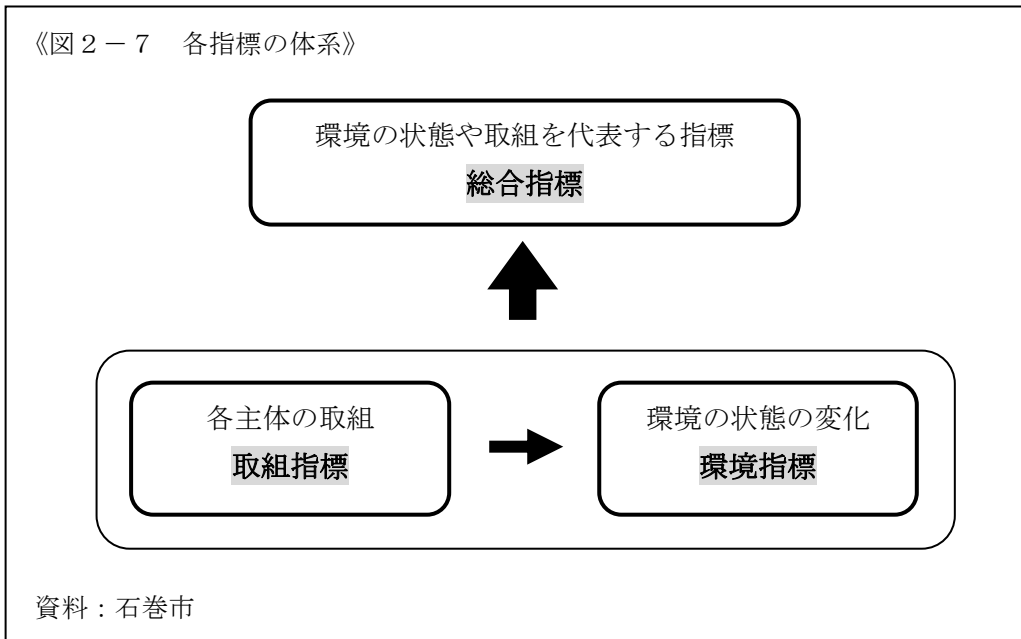 《図２－７　各指標の体系》
環境の状態や取組を代表する指標
総合指標
各主体の取組
取組指標
環境の状態の変化
環境指標
資料：石巻市